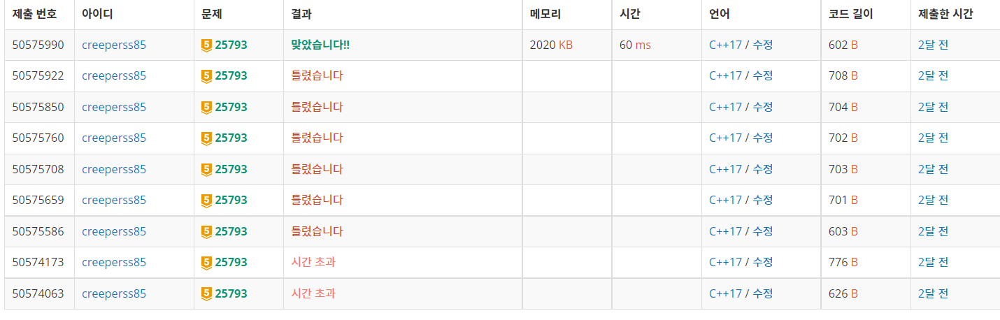 제출 번호 아이디 문제 결과 메모리 시간 언어 코드 길이 제출한 시간
50575990 creeperss85 5 25793 맞았습니다!! 2020 KB 60 ms C++17 / 수정 602 B 2달 전
50575922 creeperss85 5 25793 틀렸습니다 C++17 / 수정 708 B 2달 전
50575850 creeperss85 5 25793 틀렸습니다 C++17 / 수정 704 B 2달 전
50575760 creeperss85 5 25793 틀렸습니다 C++17 / 수정 702 B 2달 전
50575708 creeperss85 5 25793 틀렸습니다 C++17 / 수정 703 B 2달 전
50575659 creeperss85 5 25793 틀렸습니다 C++17 / 수정 701 B 2달 전
50575586 creeperss85 5 25793 틀렸습니다 C++17 / 수정 603 B 2달 전
50574173 creeperss85 5 25793 시간 초과 C++17 / 수정 776 B 2달 전
50574063 creeperss85 5 25793 시간 초과 C++17 / 수정 626 B 2달 전